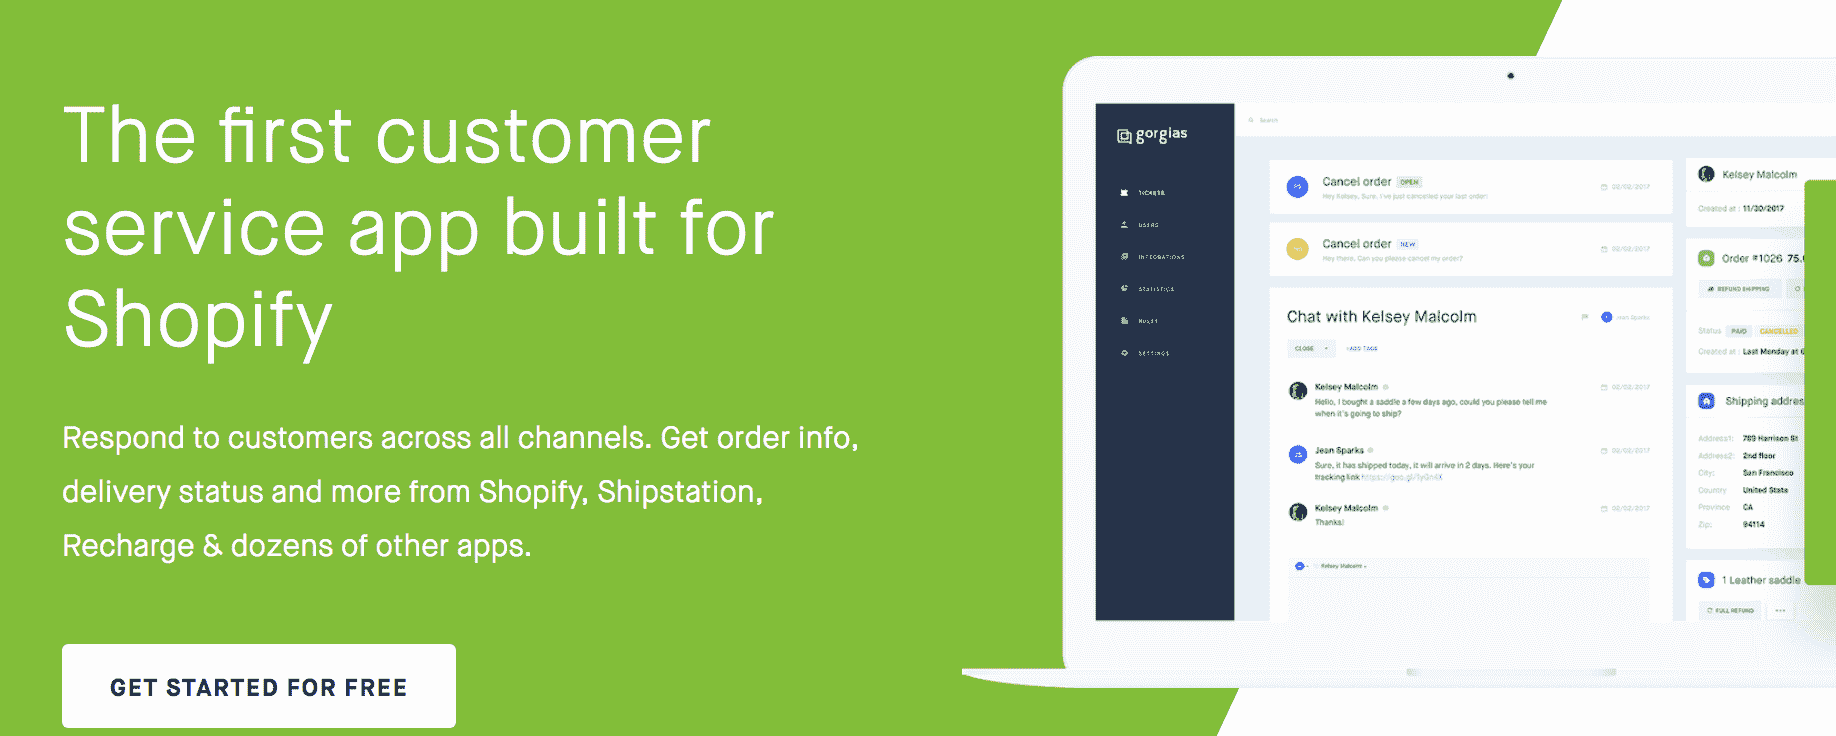 The first customer
service app built for
Shopify
Respond to customers across all channels. Get order info,
delivery status and more from Shopify, Shipstation,
Recharge & dozens of other apps.
GET STARTED FOR FREE
gorgias
TICKETS
USERS
INTEGRATIONS
STATISTICS
SETTINGS
Search
Cancel order OPEN 02/02/2017
Hey Kelsey, Sure, I've just cancelled your last order!
Cancel order NEW 02/02/2017
Hey there, Can you please cancel my order?
Chat with Kelsey Malcolm Jean Sparks
CLOSE ADD TAGS
Kelsey Malcolm 02/02/2017
Hello, I bought a saddle a few days ago, could you please tell me
when it's going to ship?
Jean Sparks 02/02/2017
Sure, it has shipped today, it will arrive in 2 days. Here's your
tracking link
Kelsey Malcolm 02/02/2017
Thanks!
Kelsey Malcolm
Kelsey Malcolm
Created at : 11/30/2017
Order #1026 75.
REFUND SHIPPING
Status PAID CANCELLED
Created at : Last Monday at
Shipping addres
Address1: 789 Harrison St
Address2: 2nd floor
City: San Francisco
Country United State
Province CA
Zip: 94114
1 Leather saddle
FULL REFUND